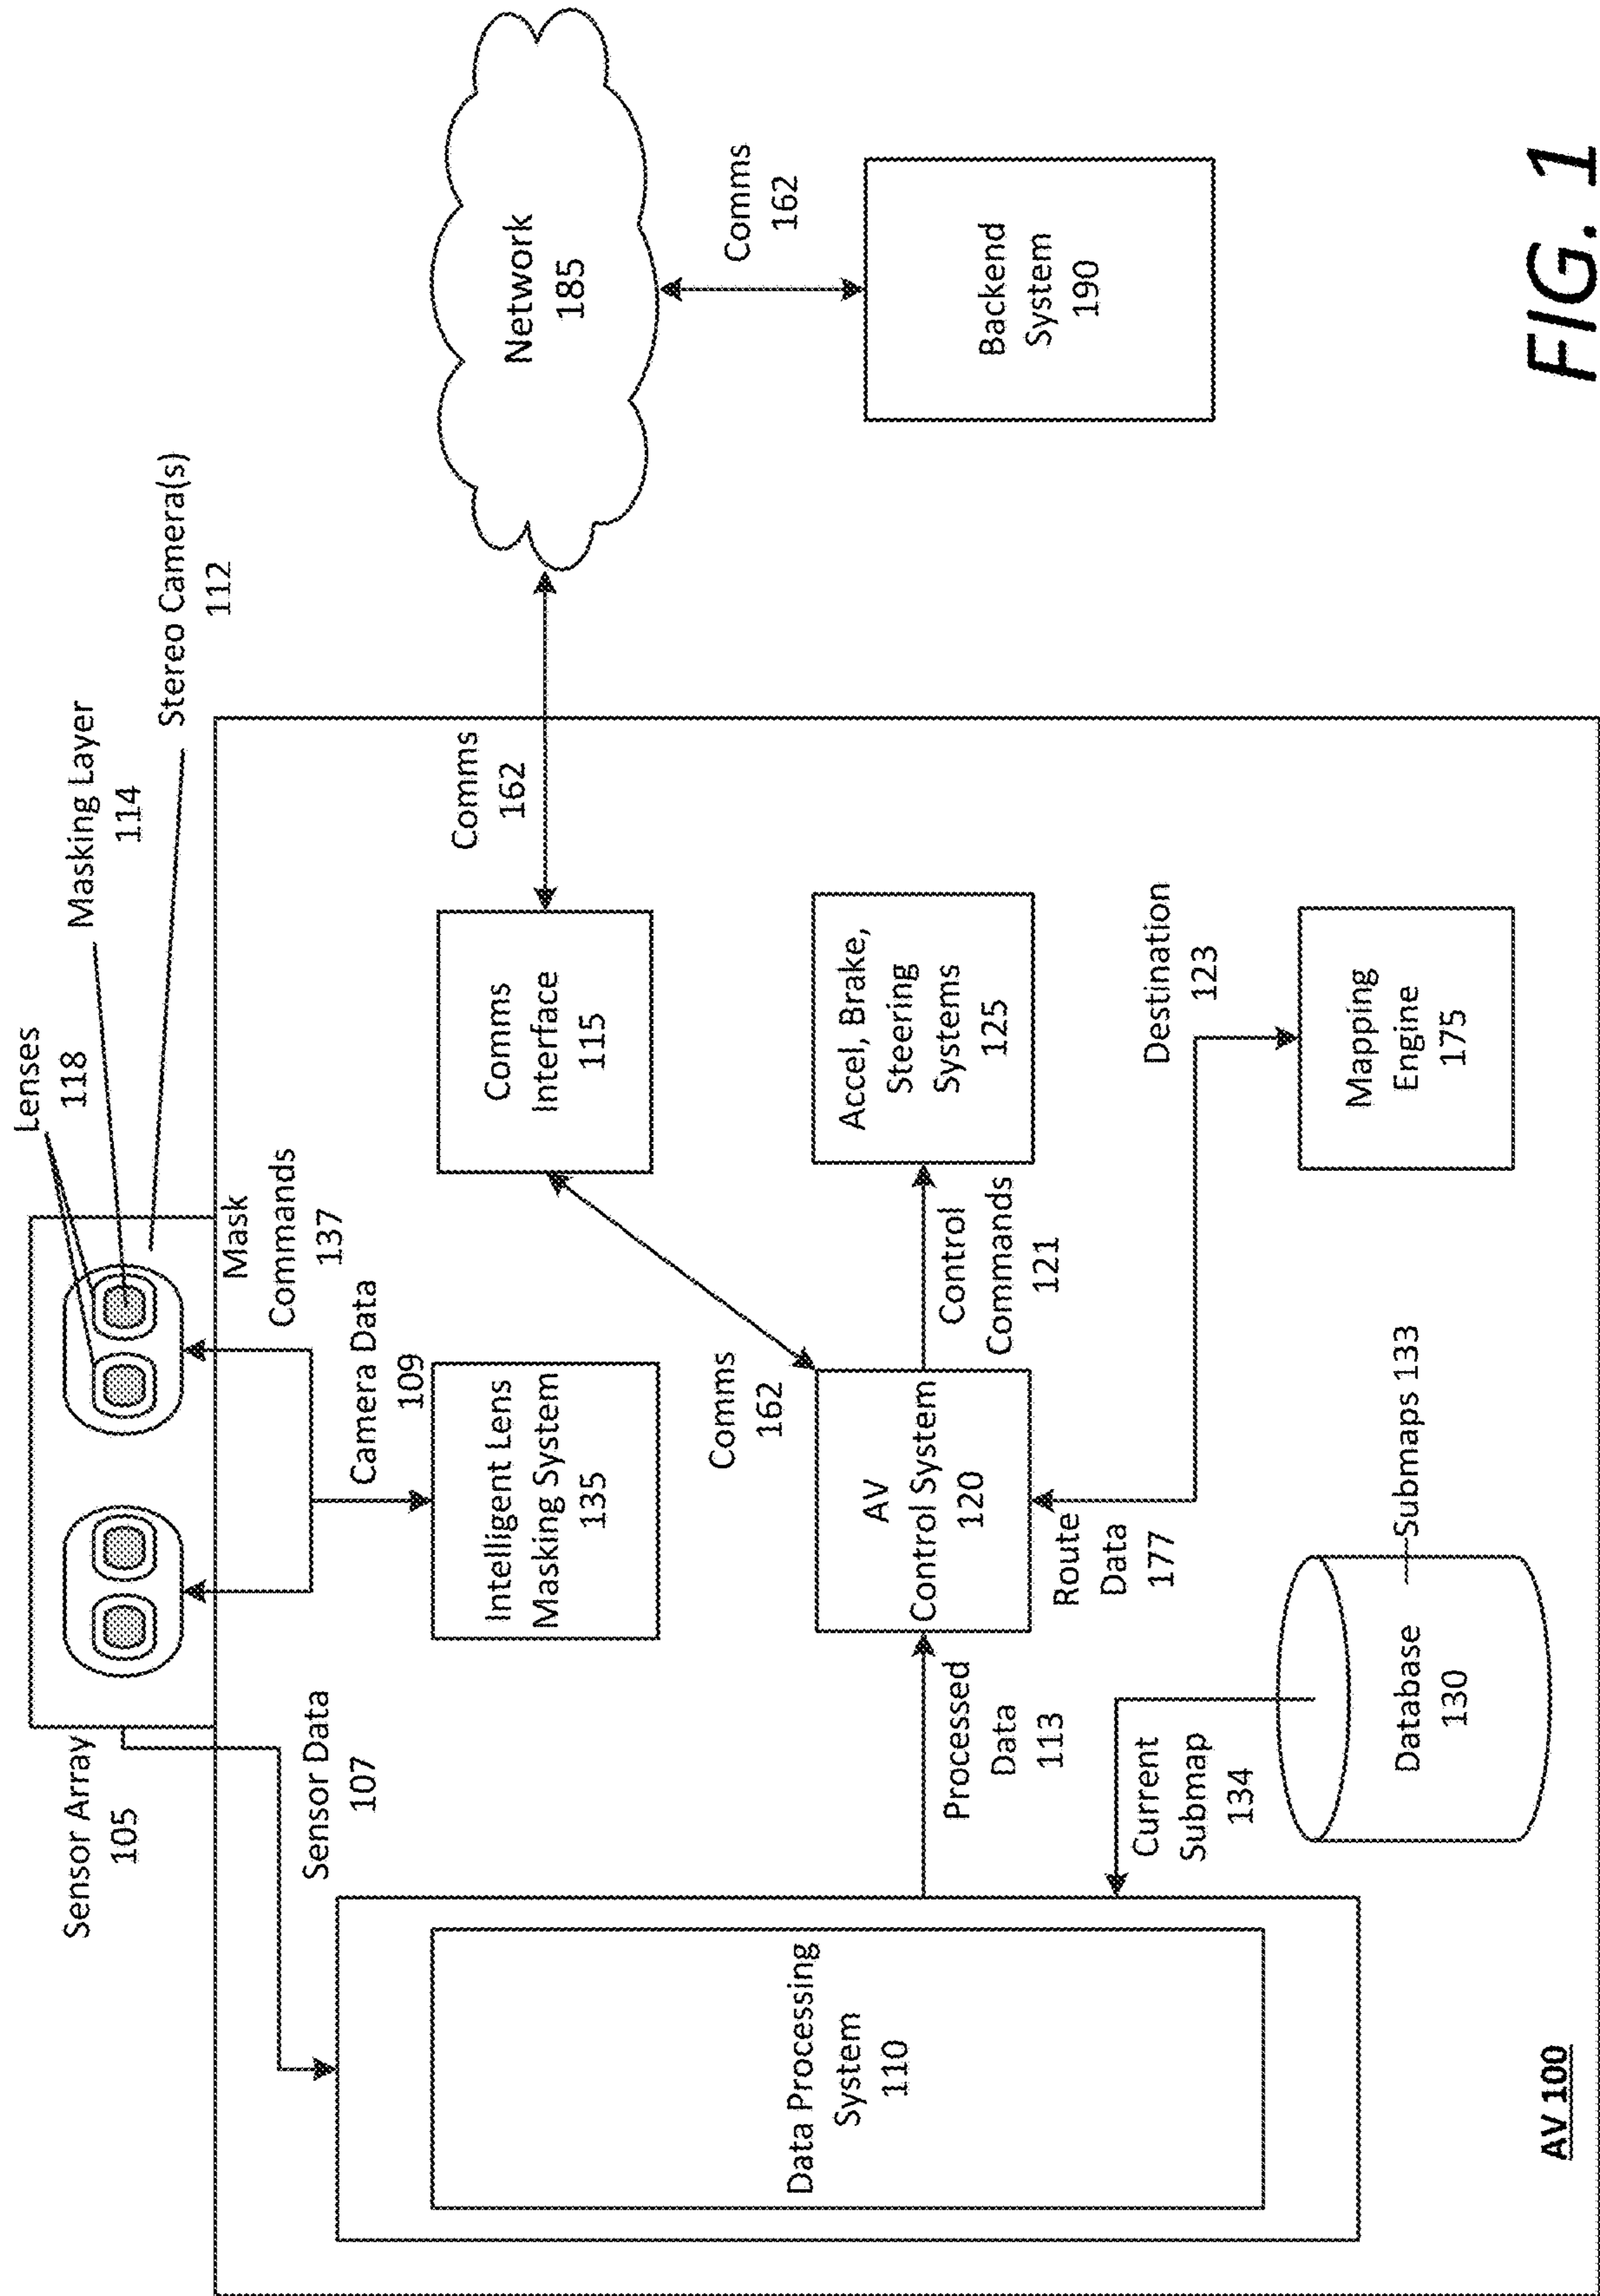 Lenses
118
Masking Layer
114
Stereo Camera(s)
112
Sensor Array
105
Mask
Commands
137
Sensor Data
107
Camera Data
109
Intelligent Lens
Masking System
135
Comms
Interface
115
Comms
162
Network
185
Comms
162
Backend
System
190
Comms
162
Data Processing
System
110
Processed
Data
113
AV
Control System
120
Control
Commands
121
Accel, Brake,
Steering
Systems
125
Route
Data
177
Destination
123
Mapping
Engine
175
Current
Submap
134
Database
130
Submaps 133
AV 100
FIG. 1